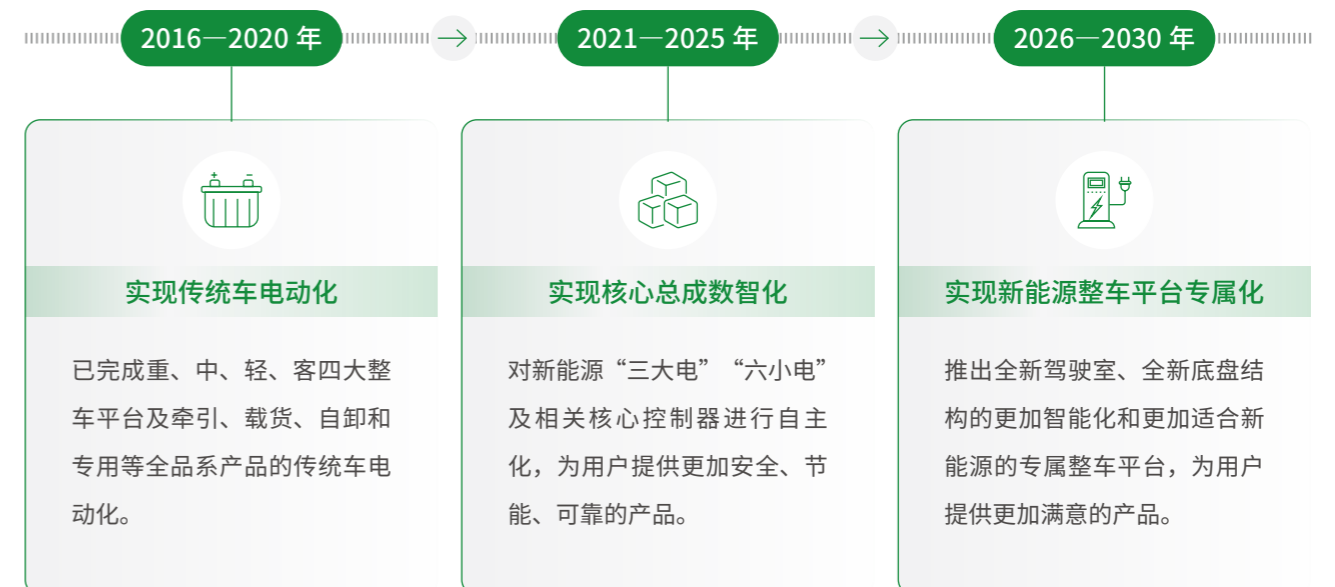 2016—2020 年
2021—2025 年
2026—2030 年
实现传统车电动化
已完成重、中、轻、客四大整
车平台及牵引、载货、自卸和
专用等全品系产品的传统车电
动化。
实现核心总成数智化
对新能源“三大电”“六小电”
及相关核心控制器进行自主
化，为用户提供更加安全、节
能、可靠的产品。
实现新能源整车平台专属化
推出全新驾驶室、全新底盘结
构的更加智能化和更加适合新
能源的专属整车平台，为用户
提供更加满意的产品。